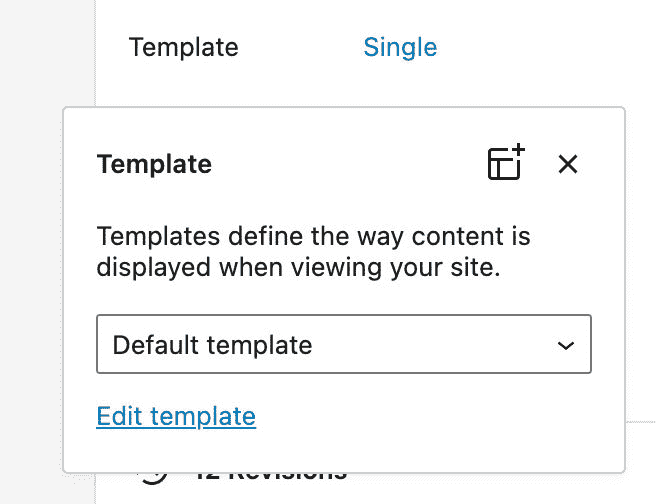 Template Single
Template
Templates define the way content is
displayed when viewing your site.
Default template
Edit template
12 Revisions